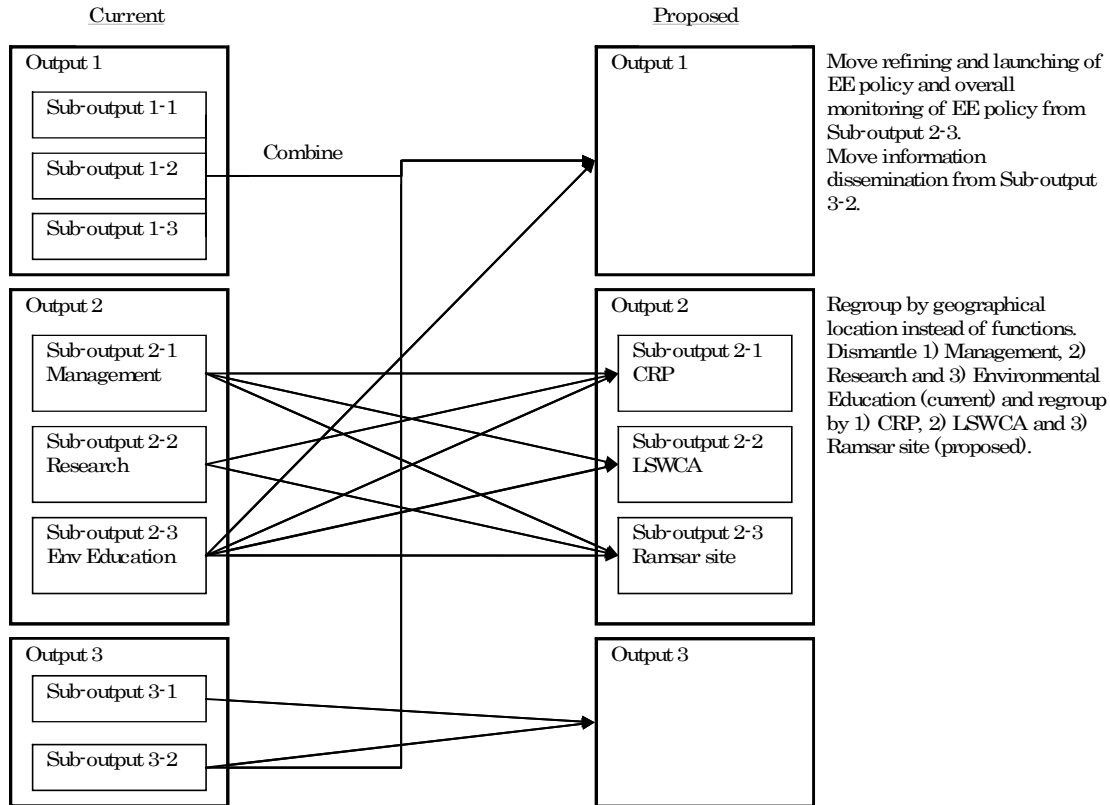 Current
Proposed
Output 1
Sub-output 1-1
Sub-output 1-2
Sub-output 1-3
Combine
Output 1
Move refining and launching of
EE policy and overall
monitoring of EE policy from
Sub-output 2-3.
Move information
dissemination from Sub-output
3-2.
Output 2
Sub-output 2-1
Management
Sub-output 2-2
Research
Sub-output 2-3
Env Education
Output 2
Sub-output 2-1
CRP
Sub-output 2-2
LSWCA
Sub-output 2-3
Ramsar site
Regroup by geographical
location instead of functions.
Dismantle 1) Management, 2)
Research and 3) Environmental
Education (current) and regroup
by 1) CRP, 2) LSWCA and 3)
Ramsar site (proposed).
Output 3
Sub-output 3-1
Sub-output 3-2
Output 3